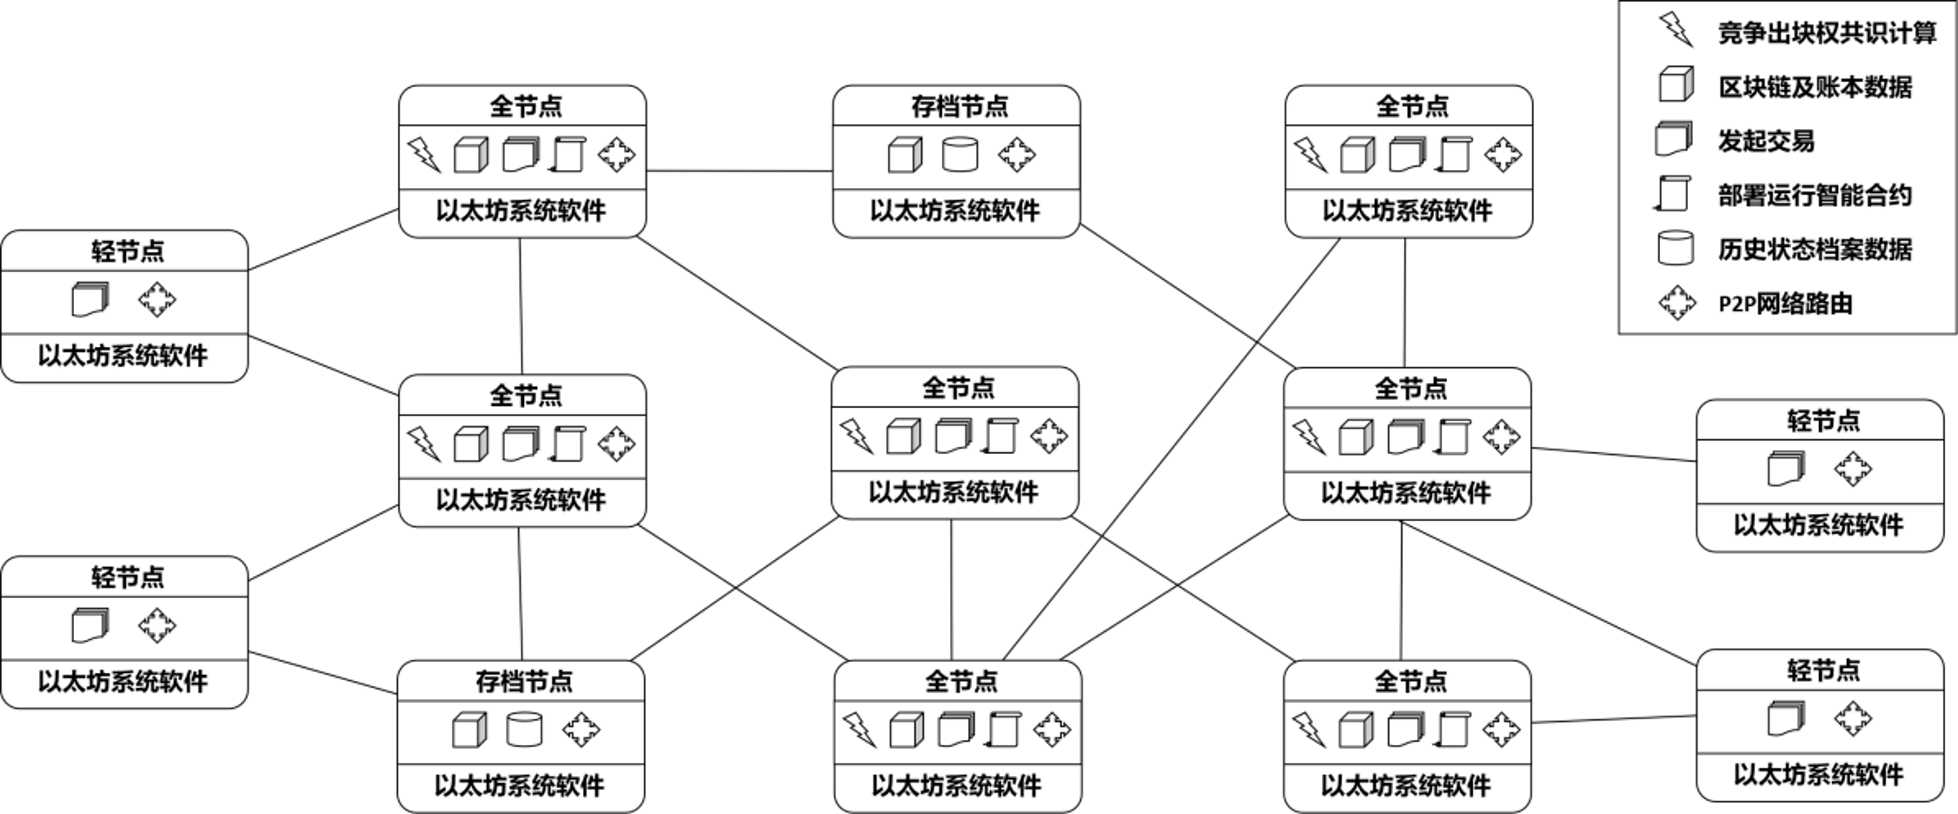 竞争出块权共识计算
区块链及账本数据
发起交易
部署运行智能合约
历史状态档案数据
P2P网络路由
全节点
以太坊系统软件
存档节点
以太坊系统软件
全节点
以太坊系统软件
轻节点
以太坊系统软件
全节点
以太坊系统软件
全节点
以太坊系统软件
全节点
以太坊系统软件
轻节点
以太坊系统软件
轻节点
以太坊系统软件
存档节点
以太坊系统软件
全节点
以太坊系统软件
全节点
以太坊系统软件
轻节点
以太坊系统软件